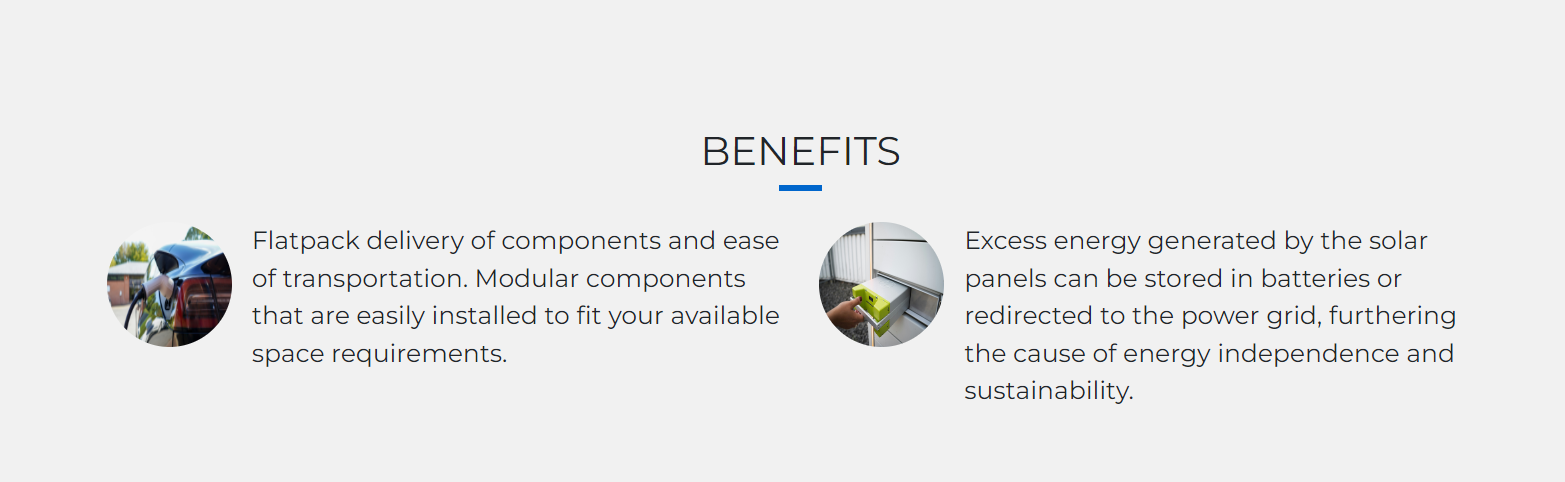 BENEFITS
Flatpack delivery of components and ease
of transportation. Modular components
that are easily installed to fit your available
space requirements.
Excess energy generated by the solar
panels can be stored in batteries or
redirected to the power grid, furthering
the cause of energy independence and
sustainability.